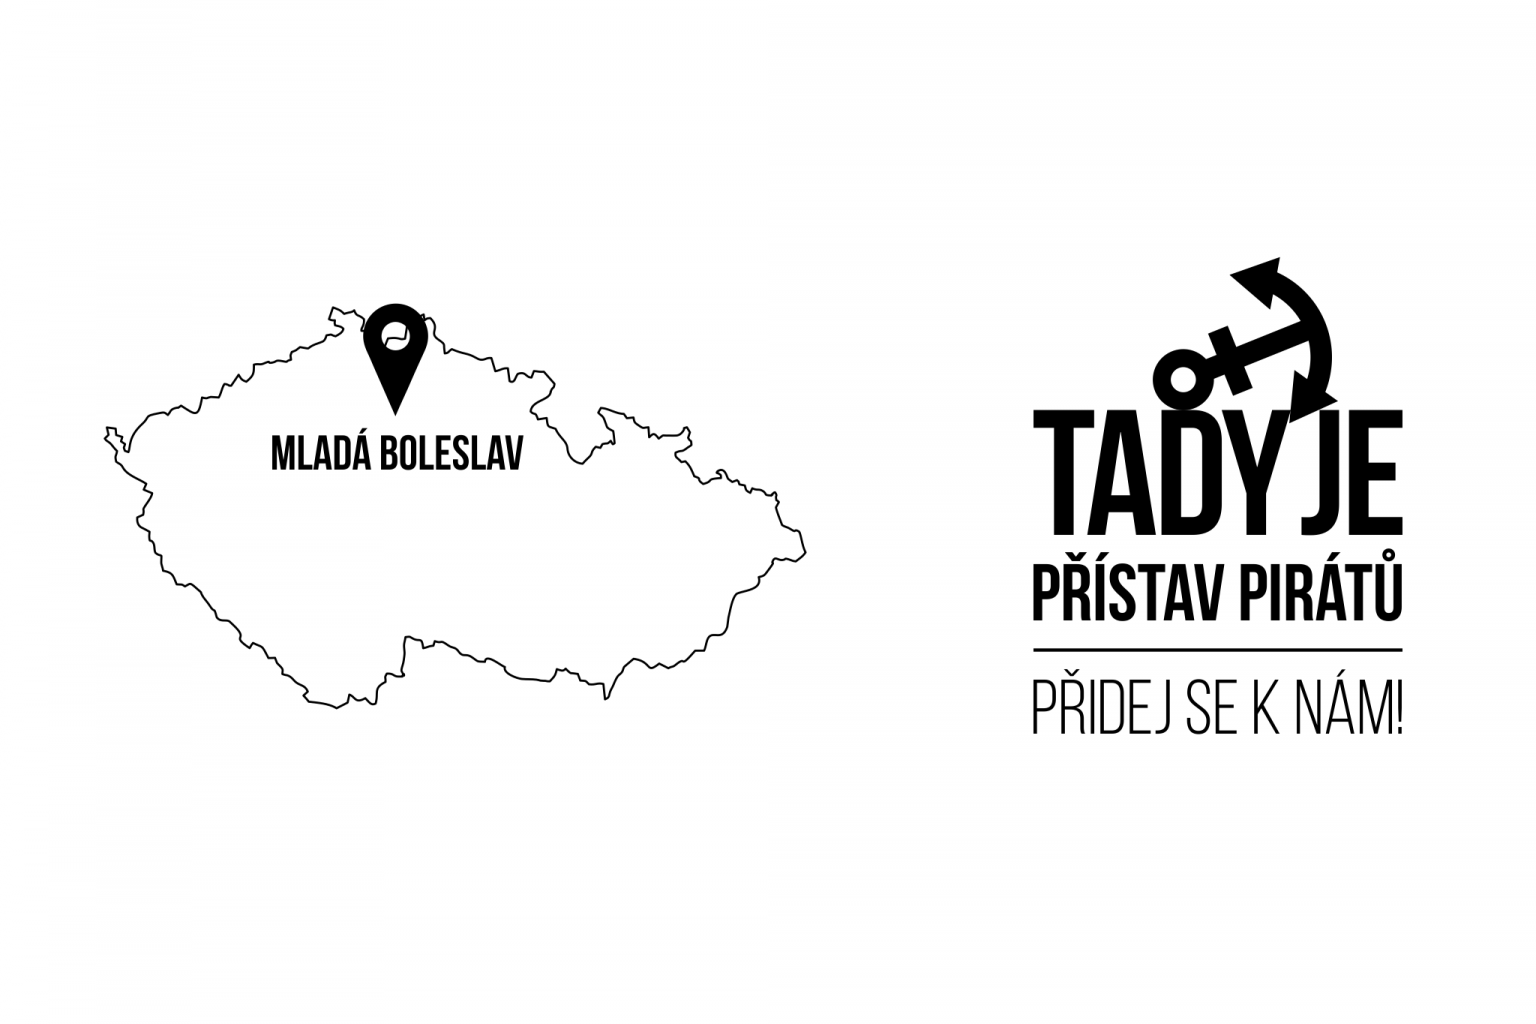 MLADÁ BOLESLAV
TADY JE
PŘÍSTAV PIRÁTŮ
PŘIDEJ SE K NÁM!